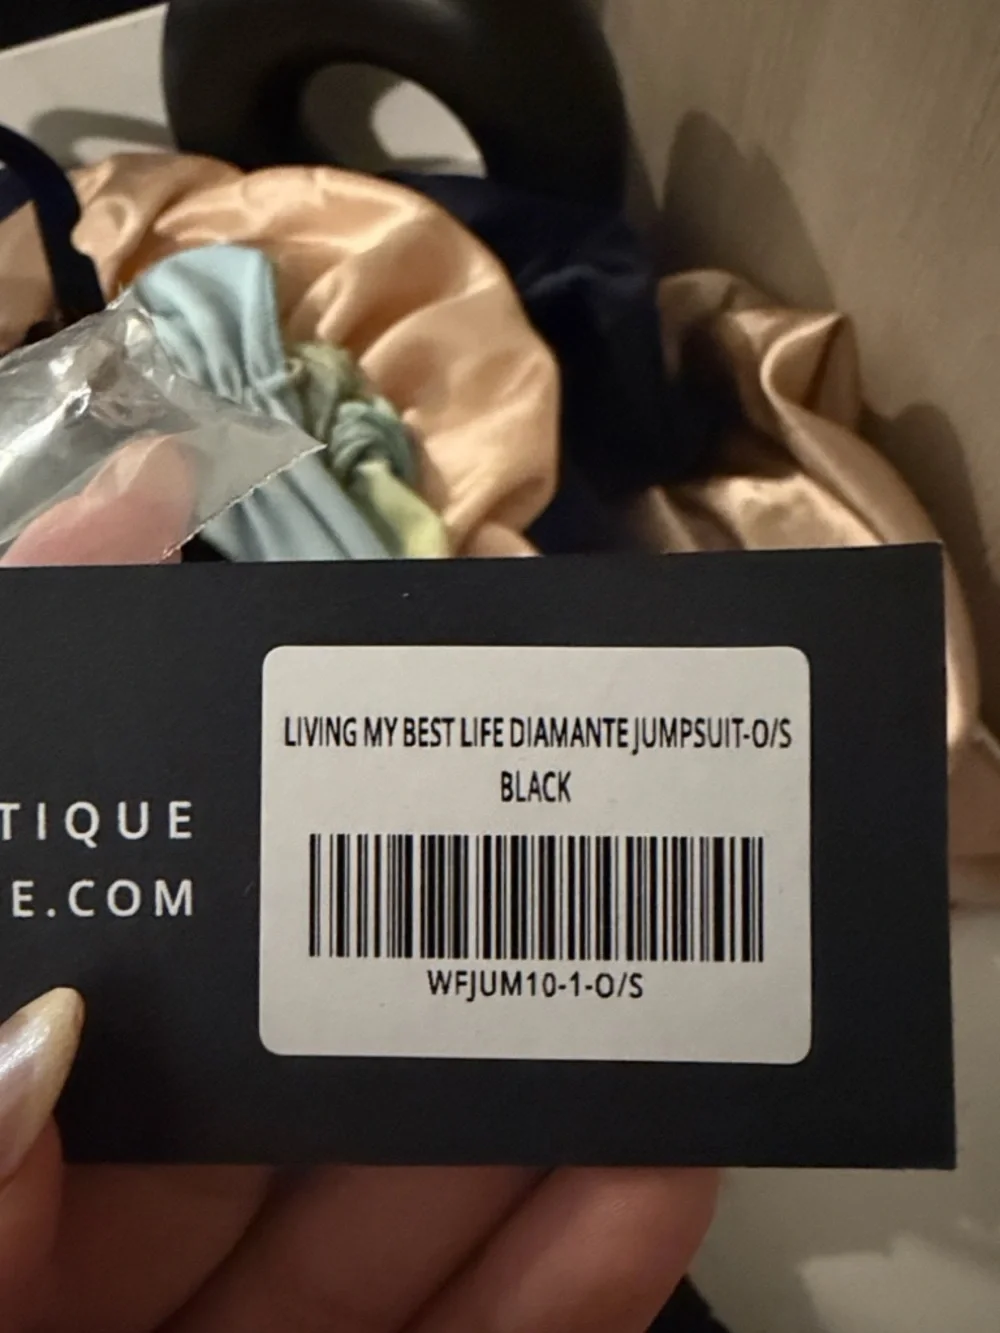 TIQUE
E.COM
LIVING MY BEST LIFE DIAMANTE JUMPSUIT-O/S
BLACK
WFJUM10-1-O/S